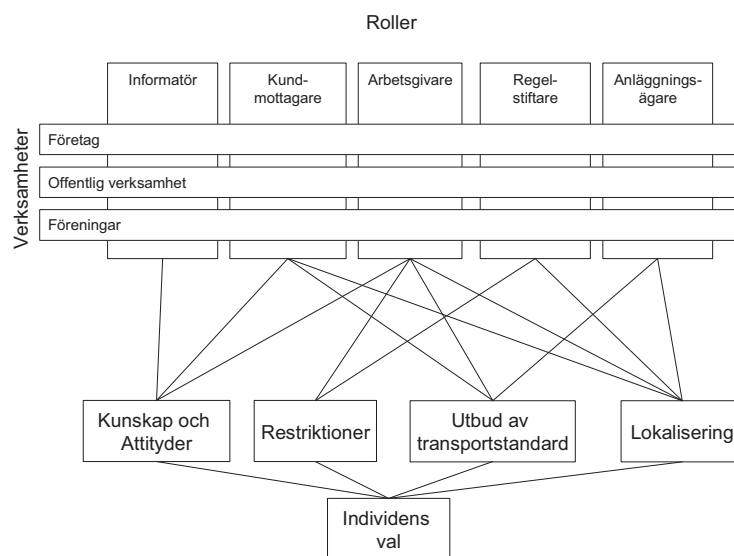 Roller
Informatör
Kund-
mottagare
Arbetsgivare
Regel-
stiftare
Anläggnings-
ägare
Verksamheter
Företag
Offentlig verksamhet
Föreningar
Kunskap och
Attityder
Restriktioner
Utbud av
transportstandard
Lokalisering
Individens
val